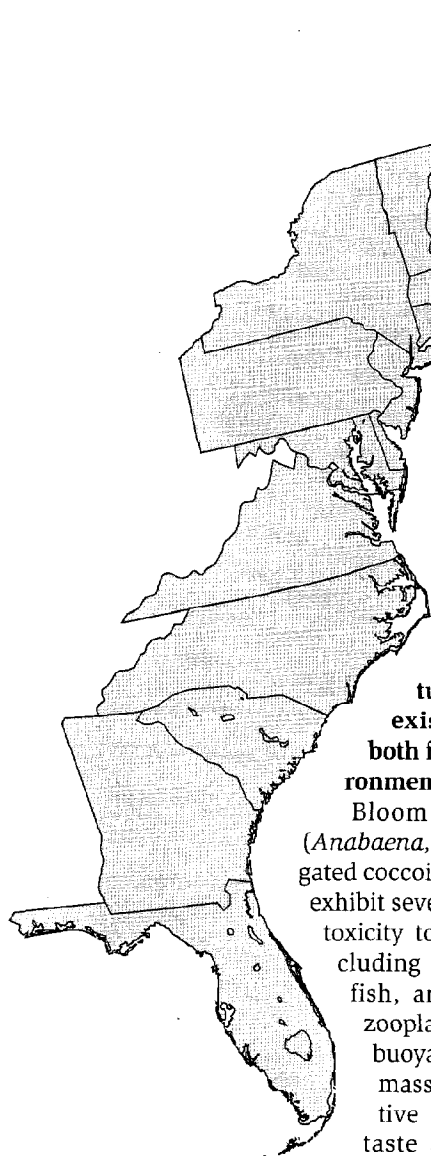 tu
exis
both f
ronmen
Bloom
(Anabaena,
gated coccoi
exhibit seve
toxicity to
cluding
fish, an
zoopla
buoya
mass
tive
taste